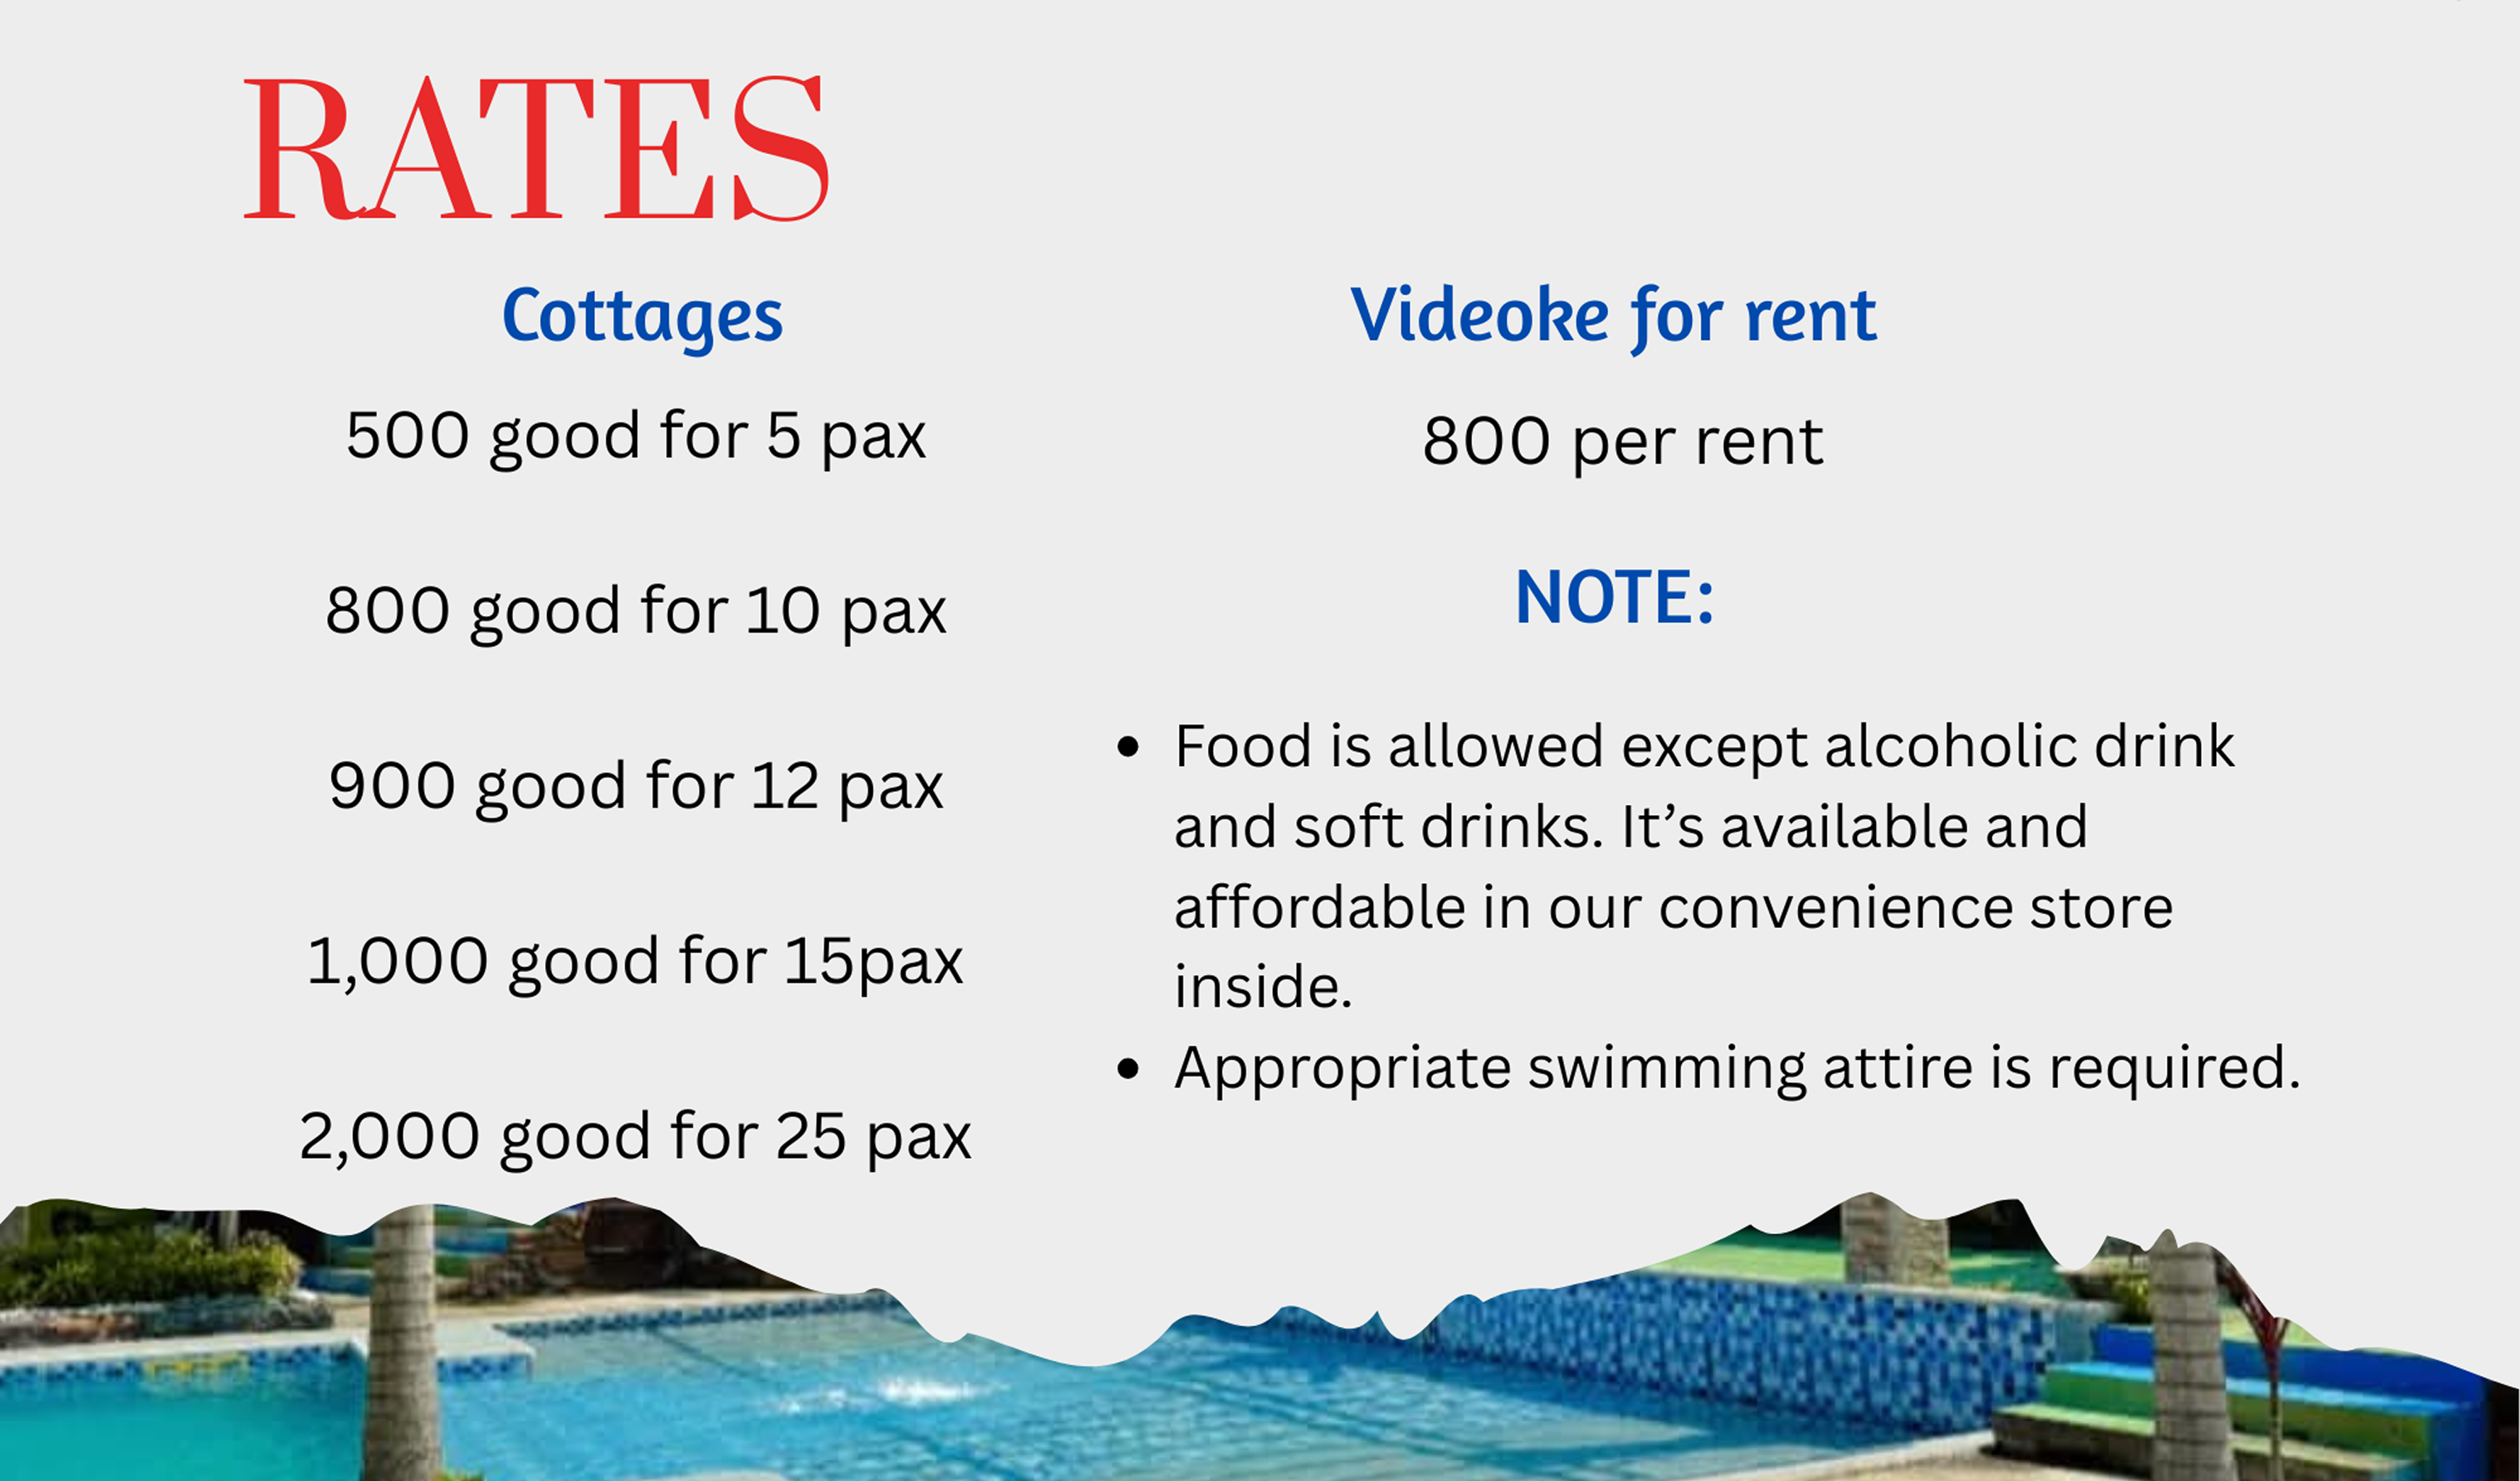 RATES
Cottages
500 good for 5 pax
800 good for 10 pax
900 good for 12 pax
1,000 good for 15pax
2,000 good for 25 pax
Videoke for rent
800 per rent
NOTE:
• Food is allowed except alcoholic drink
and soft drinks. It’s available and
affordable in our convenience store
inside.
• Appropriate swimming attire is required.